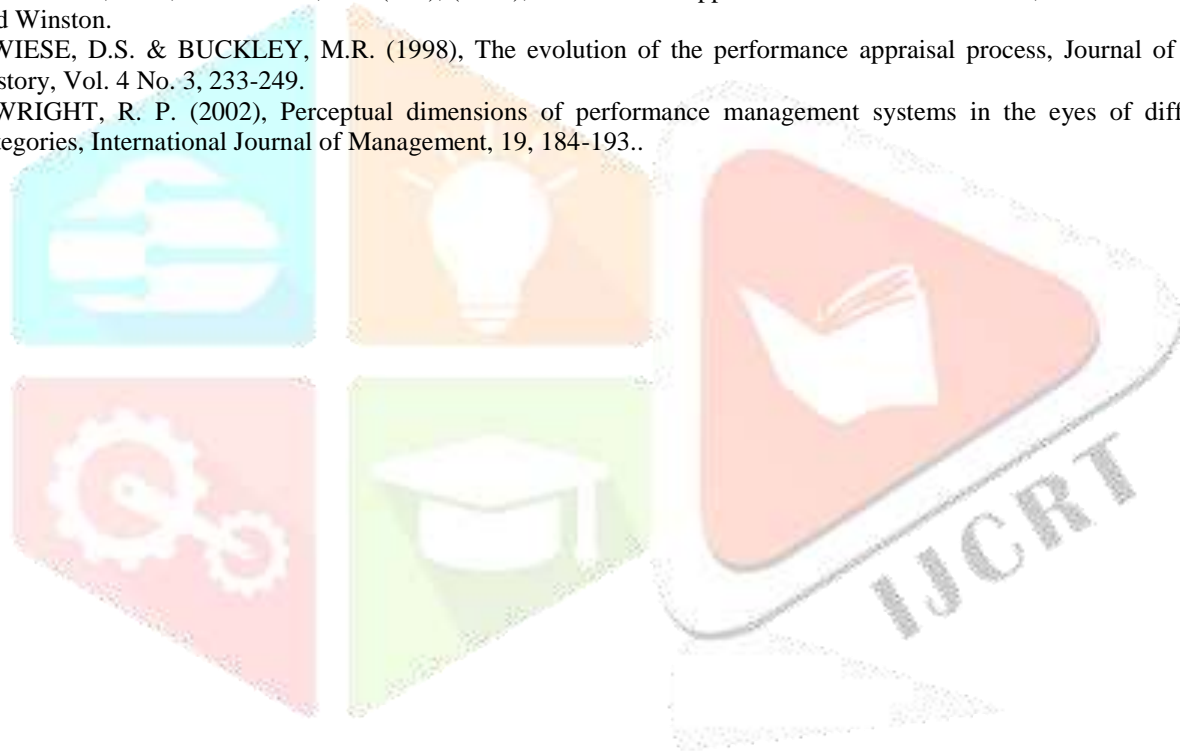 d Winston.
WIESE, D.S. & BUCKLEY, M.R. (1998), The evolution of the performance appraisal process, Journal of
story, Vol. 4 No. 3, 233-249.
WRIGHT, R. P. (2002), Perceptual dimensions of performance management systems in the eyes of diff
tegories, International Journal of Management, 19, 184-193..
IJCRT